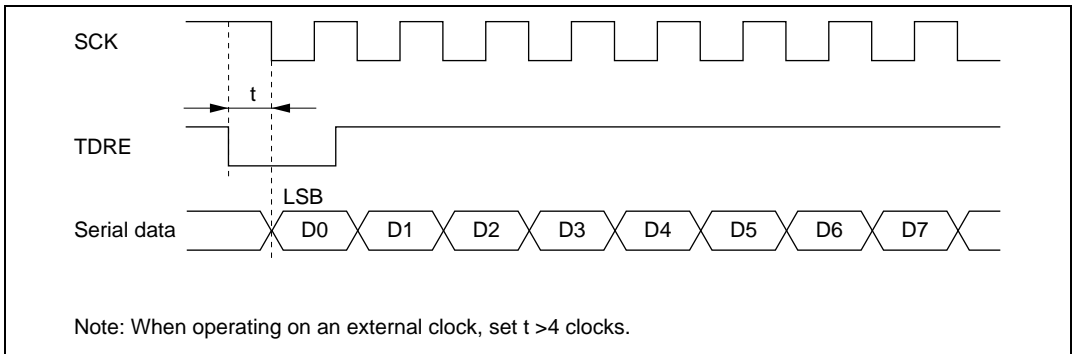 SCK
t
TDRE
LSB
Serial data D0 D1 D2 D3 D4 D5 D6 D7
Note: When operating on an external clock, set t >4 clocks.